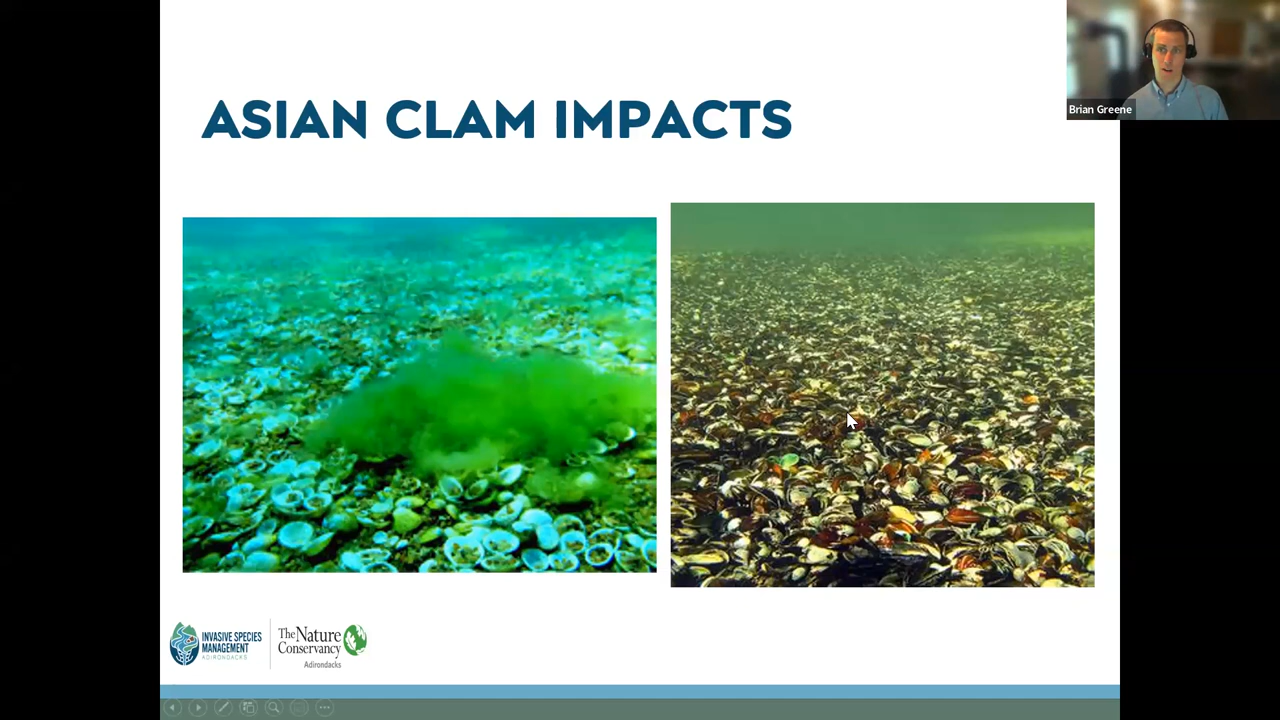 ASIAN CLAM IMPACTS
Brian Greene
INVASIVE SPECIES
MANAGEMENT
ADIRONDACKS
The Nature
Conservancy
Adirondacks